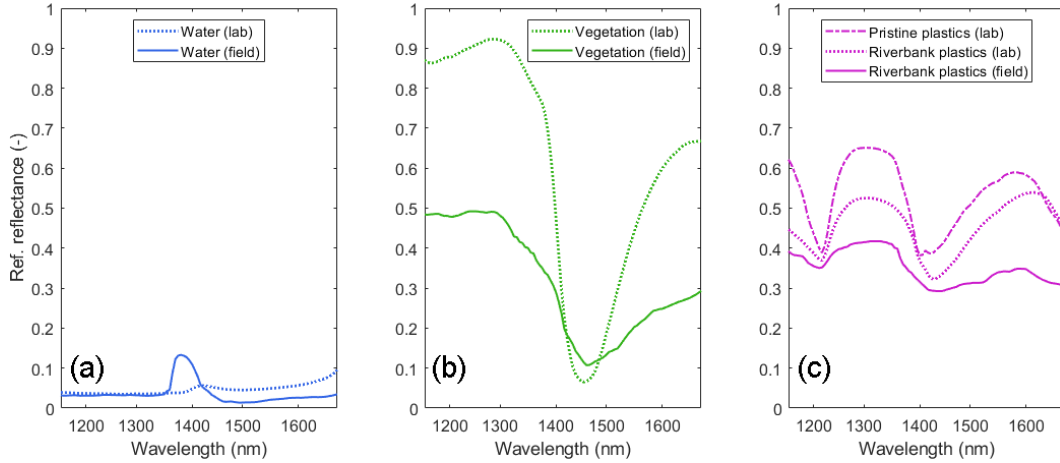 Ref. reflectance (-)
1
0.9
0.8
0.7
0.6
0.5
0.4
0.3
0.2
0.1
0
Water (lab)
Water (field)
(a)
1200 1300 1400 1500 1600
Wavelength (nm)
1
0.9
0.8
0.7
0.6
0.5
0.4
0.3
0.2
0.1
0
Vegetation (lab)
Vegetation (field)
(b)
1200 1300 1400 1500 1600
Wavelength (nm)
1
0.9
0.8
0.7
0.6
0.5
0.4
0.3
0.2
0.1
0
Pristine plastics (lab)
Riverbank plastics (lab)
Riverbank plastics (field)
(c)
1200 1300 1400 1500 1600
Wavelength (nm)